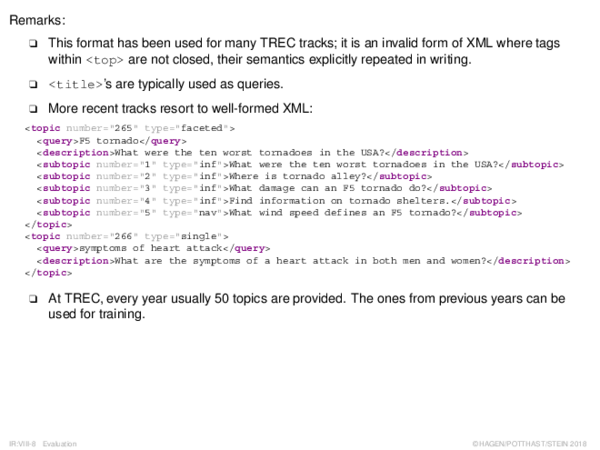 Remarks:
❑ This format has been used for many TREC tracks; it is an invalid form of XML where tags
within <top> are not closed, their semantics explicitly repeated in writing.
❑ <title>'s are typically used as queries.
❑ More recent tracks resort to well-formed XML:
<topic number="265" type="faceted">
<query>F5 tornado</query>
<description>What were the ten worst tornadoes in the USA?</description>
<subtopic number="1" type="inf">What were the ten worst tornadoes in the USA?</subtopic>
<subtopic number="2" type="inf">Where is tornado alley?</subtopic>
<subtopic number="3" type="inf">What damage can an F5 tornado do?</subtopic>
<subtopic number="4" type="inf">Find information on tornado shelters.</subtopic>
<subtopic number="5" type="nav">What wind speed defines an F5 tornado?</subtopic>
</topic>
<topic number="266" type="single">
<query>symptoms of heart attack</query>
<description>What are the symptoms of a heart attack in both men and women?</description>
</topic>
❑ At TREC, every year usually 50 topics are provided. The ones from previous years can be
used for training.
IR:VIII-8 Evaluation ©HAGEN/POTTHAST/STEIN 2018